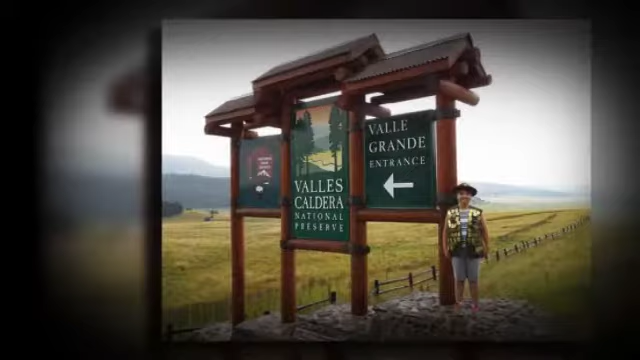 VALLES
CALDERA
NATIONAL
PRESERVE
VALLE
GRANDE
ENTRANCE